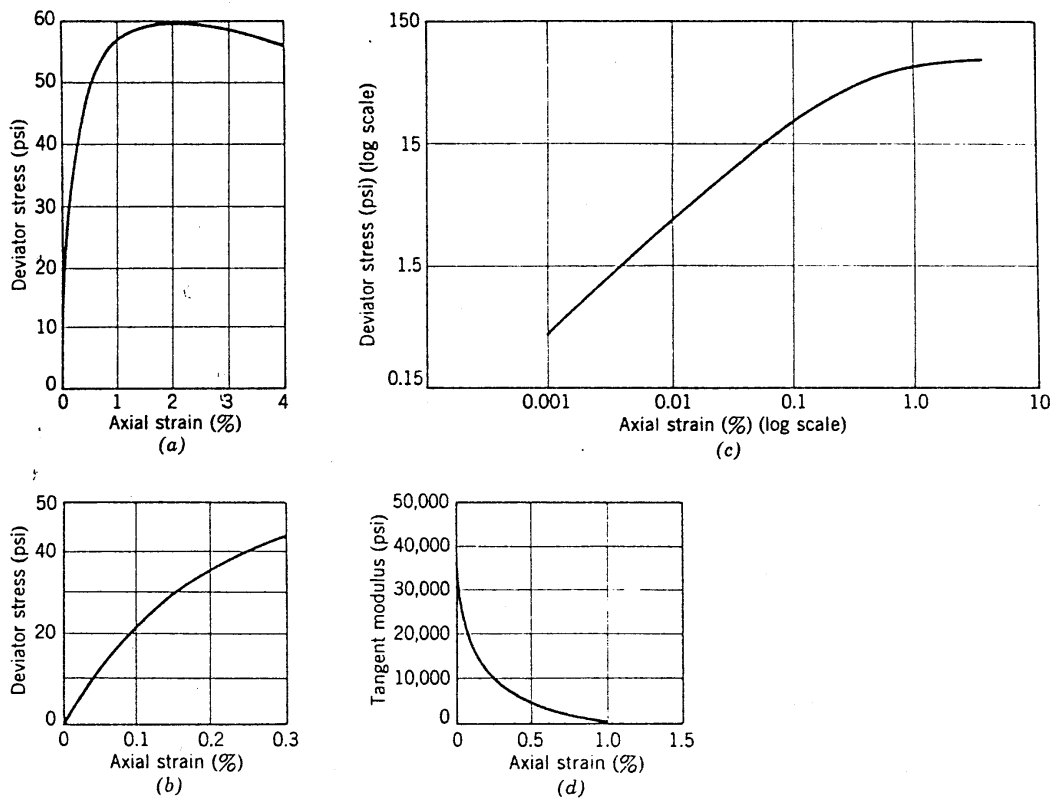 60
50
40
30
20
10
0
Deviator stress (psi)
0 1 2 3 4
Axial strain (%)
(a)
150
15
1.5
0.15
Deviator stress (psi) (log scale)
0.001 0.01 0.1 1.0 10
Axial strain (%) (log scale)
(c)
50
40
20
0
Deviator stress (psi)
0 0.1 0.2 0.3
Axial strain (%)
(b)
50,000
40,000
30,000
20,000
10,000
0
Tangent modulus (psi)
0 0.5 1.0 1.5
Axial strain (%)
(d)